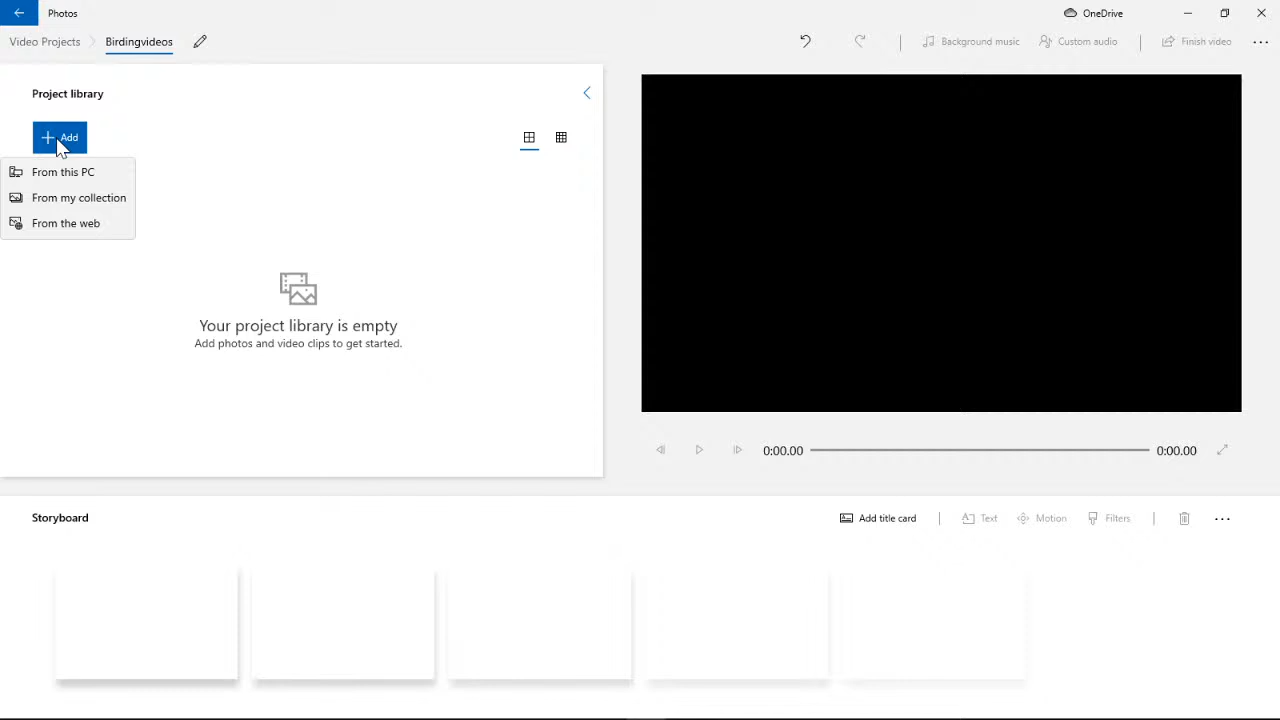 Photos
OneDrive
Video Projects
Birdingvideos
Background music
Custom audio
Finish video
Project library
Add
From this PC
From my collection
From the web
Your project library is empty
Add photos and video clips to get started.
0:00.00
0:00.00
Storyboard
Add title card
Text
Motion
Filters